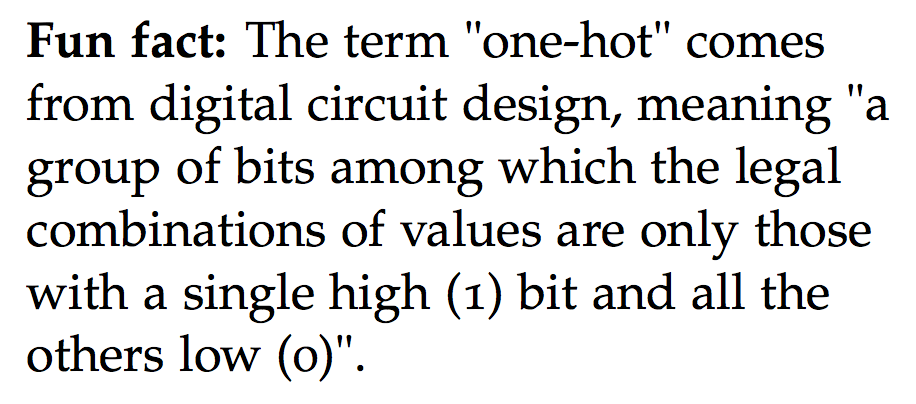 Fun fact: The term "one-hot" comes
from digital circuit design, meaning "a
group of bits among which the legal
combinations of values are only those
with a single high (1) bit and all the
others low (0)".